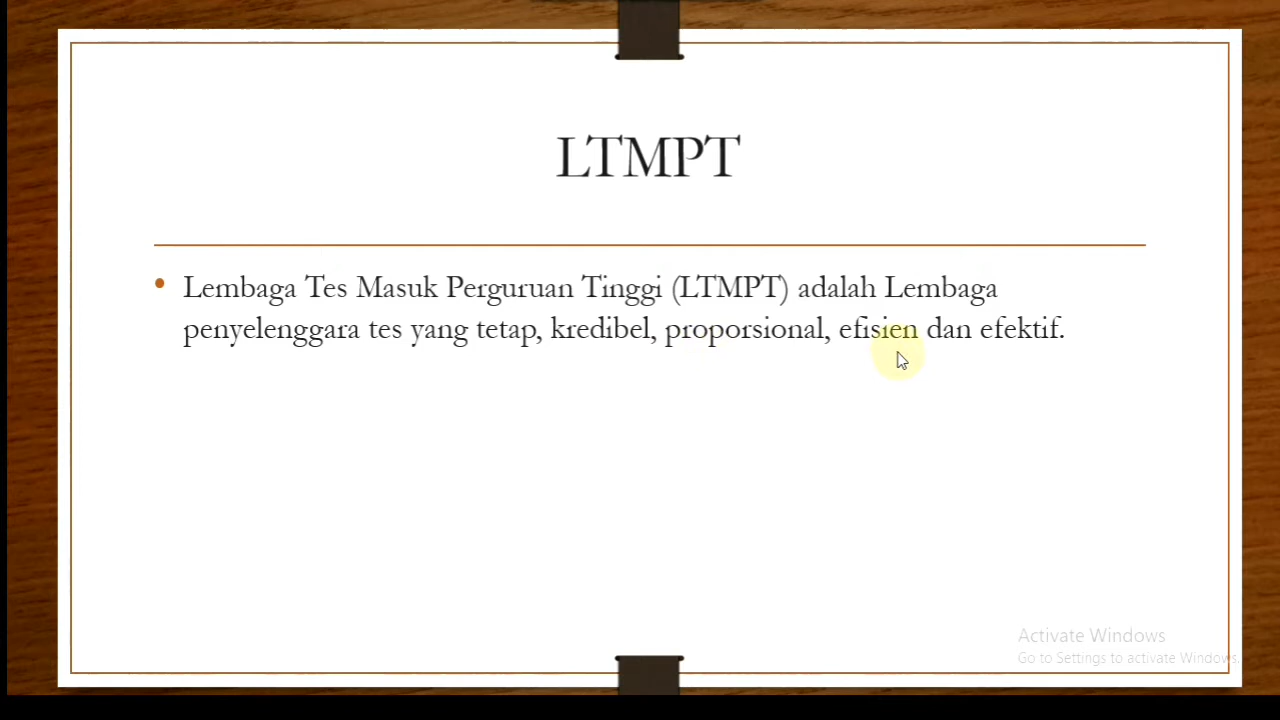 LTMPT
• Lembaga Tes Masuk Perguruan Tinggi (LTMPT) adalah Lembaga
penyelenggara tes yang tetap, kredibel, proporsional, efisien dan efektif.
Activate Windows
Go to Settings to activate Windows.